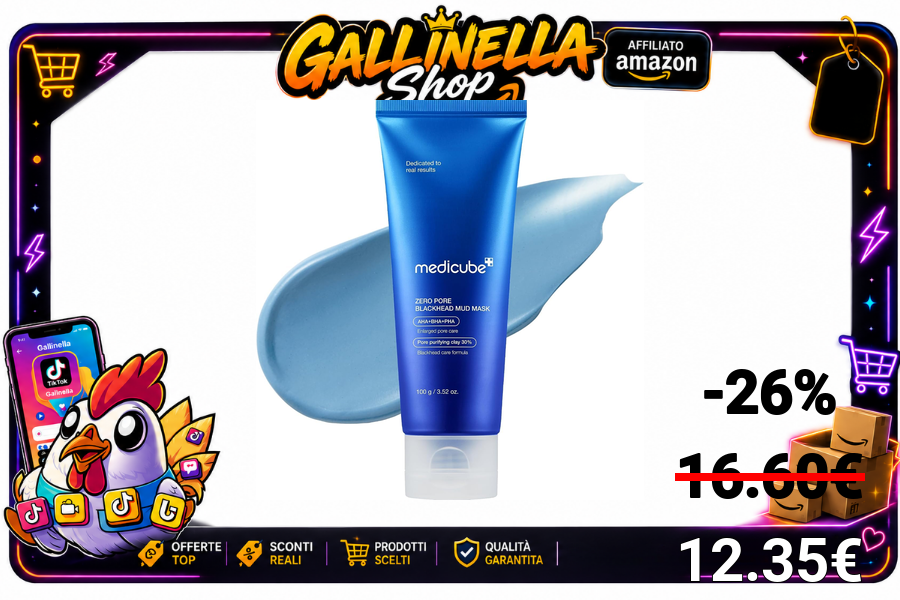 GALLINELLA
Shop
AFFILIATO
amazon
Dedicated to
real results
medicube
ZERO PORE
BLACKHEAD MUD MASK
AHA+BHA+PHA
Enlarged pore care
Pore purifying clay 30%
Blackhead care formula
100 g / 3.52 oz.
Gallinella
TikTok
Gallinella
-26%
16.60€
12.35€
OFFERTE
TOP
SCONTI
REALI
PRODOTTI
SCELTI
QUALITÀ
GARANTITA